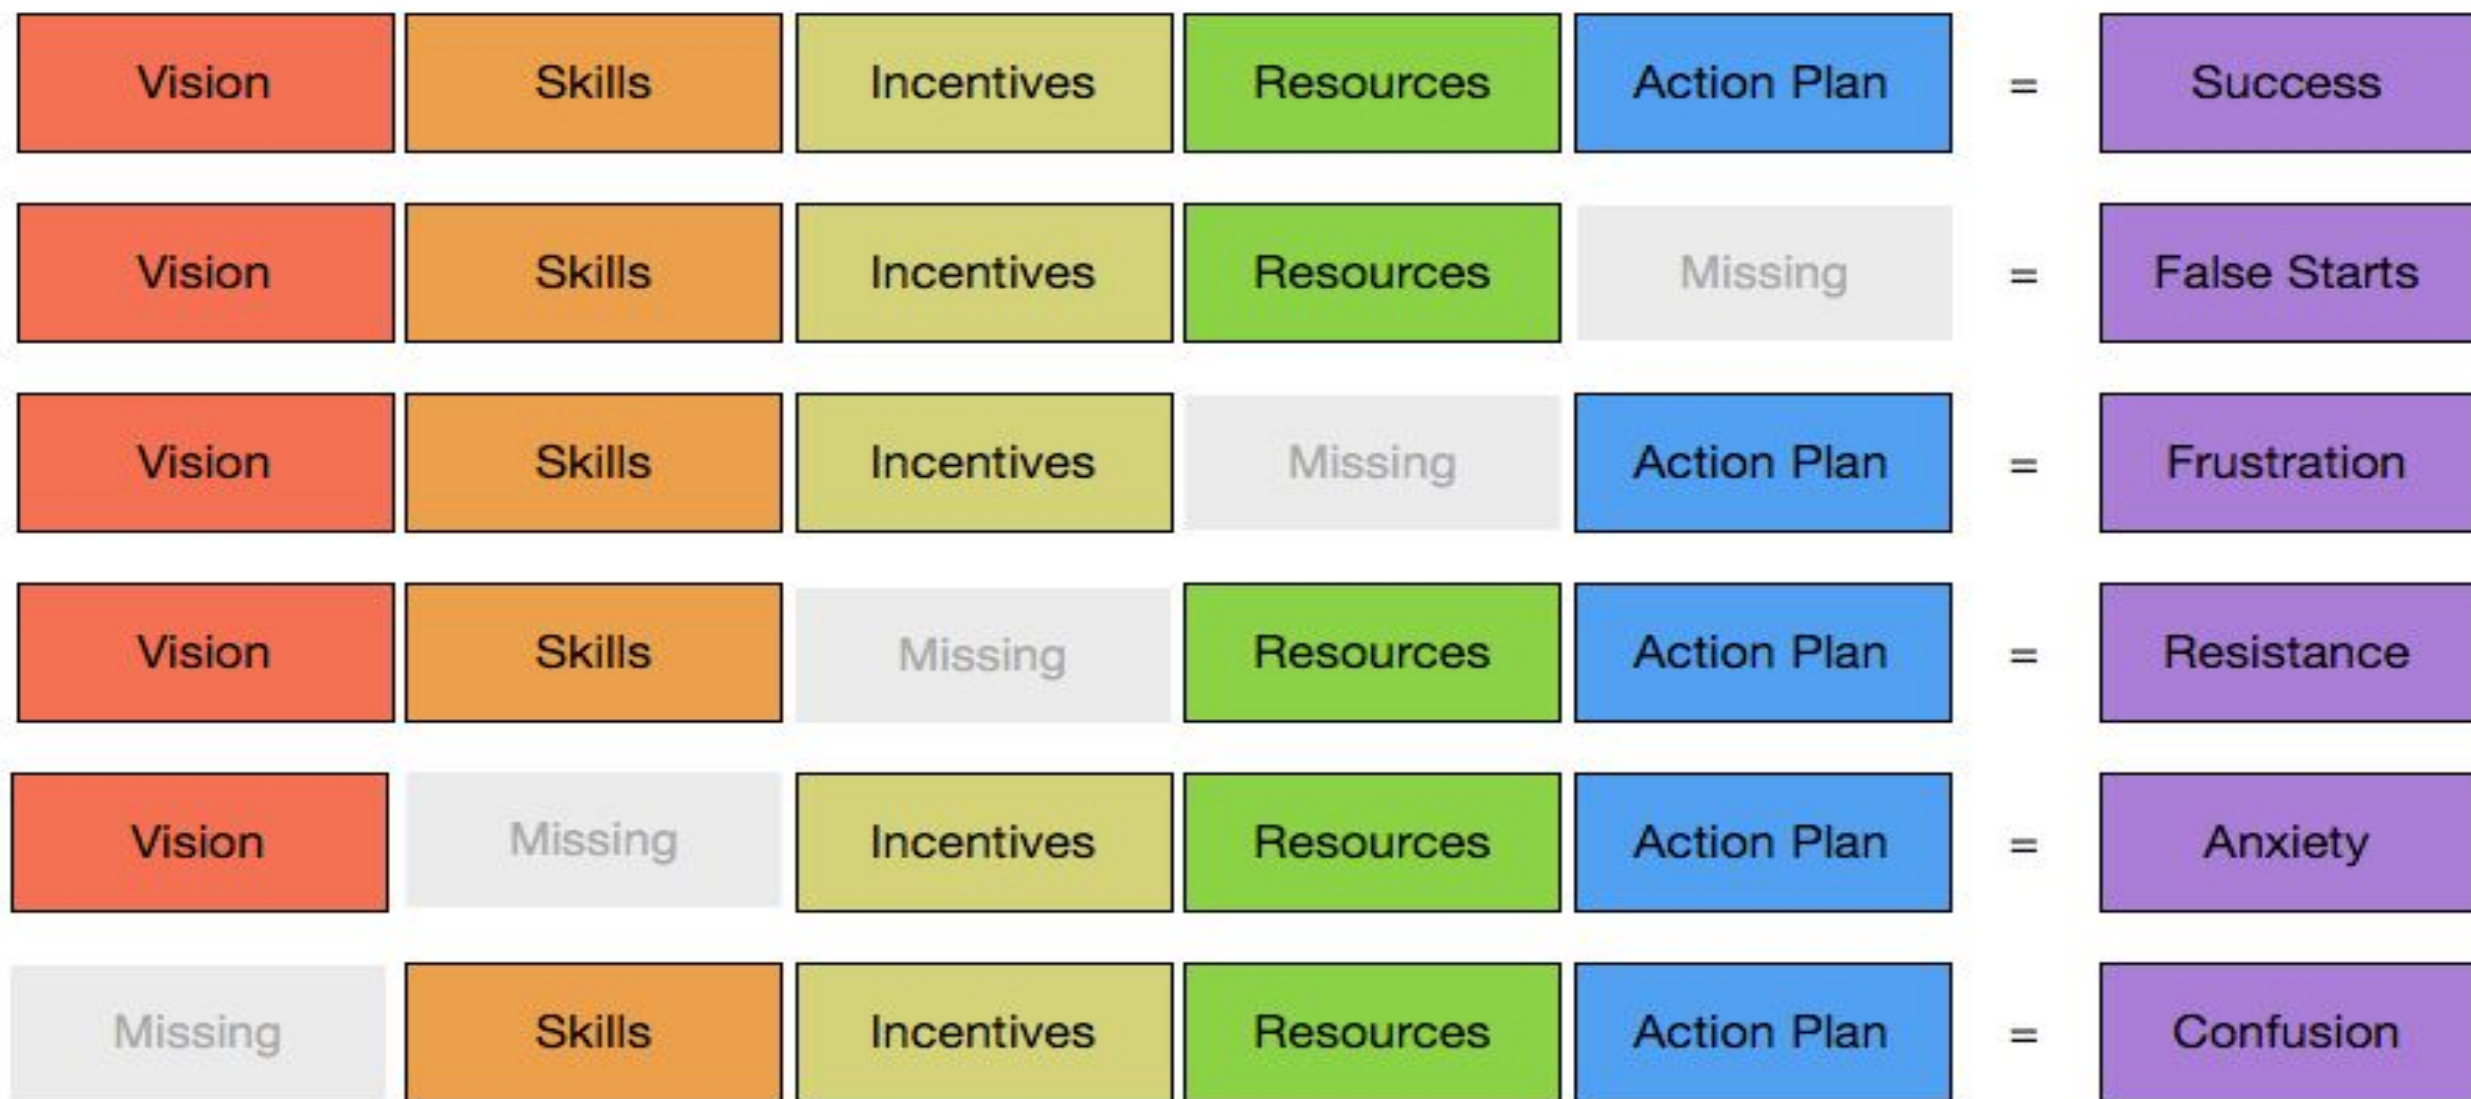 Vision Skills Incentives Resources Action Plan = Success
Vision Skills Incentives Resources Missing = False Starts
Vision Skills Incentives Missing Action Plan = Frustration
Vision Skills Missing Resources Action Plan = Resistance
Vision Missing Incentives Resources Action Plan = Anxiety
Missing Skills Incentives Resources Action Plan = Confusion